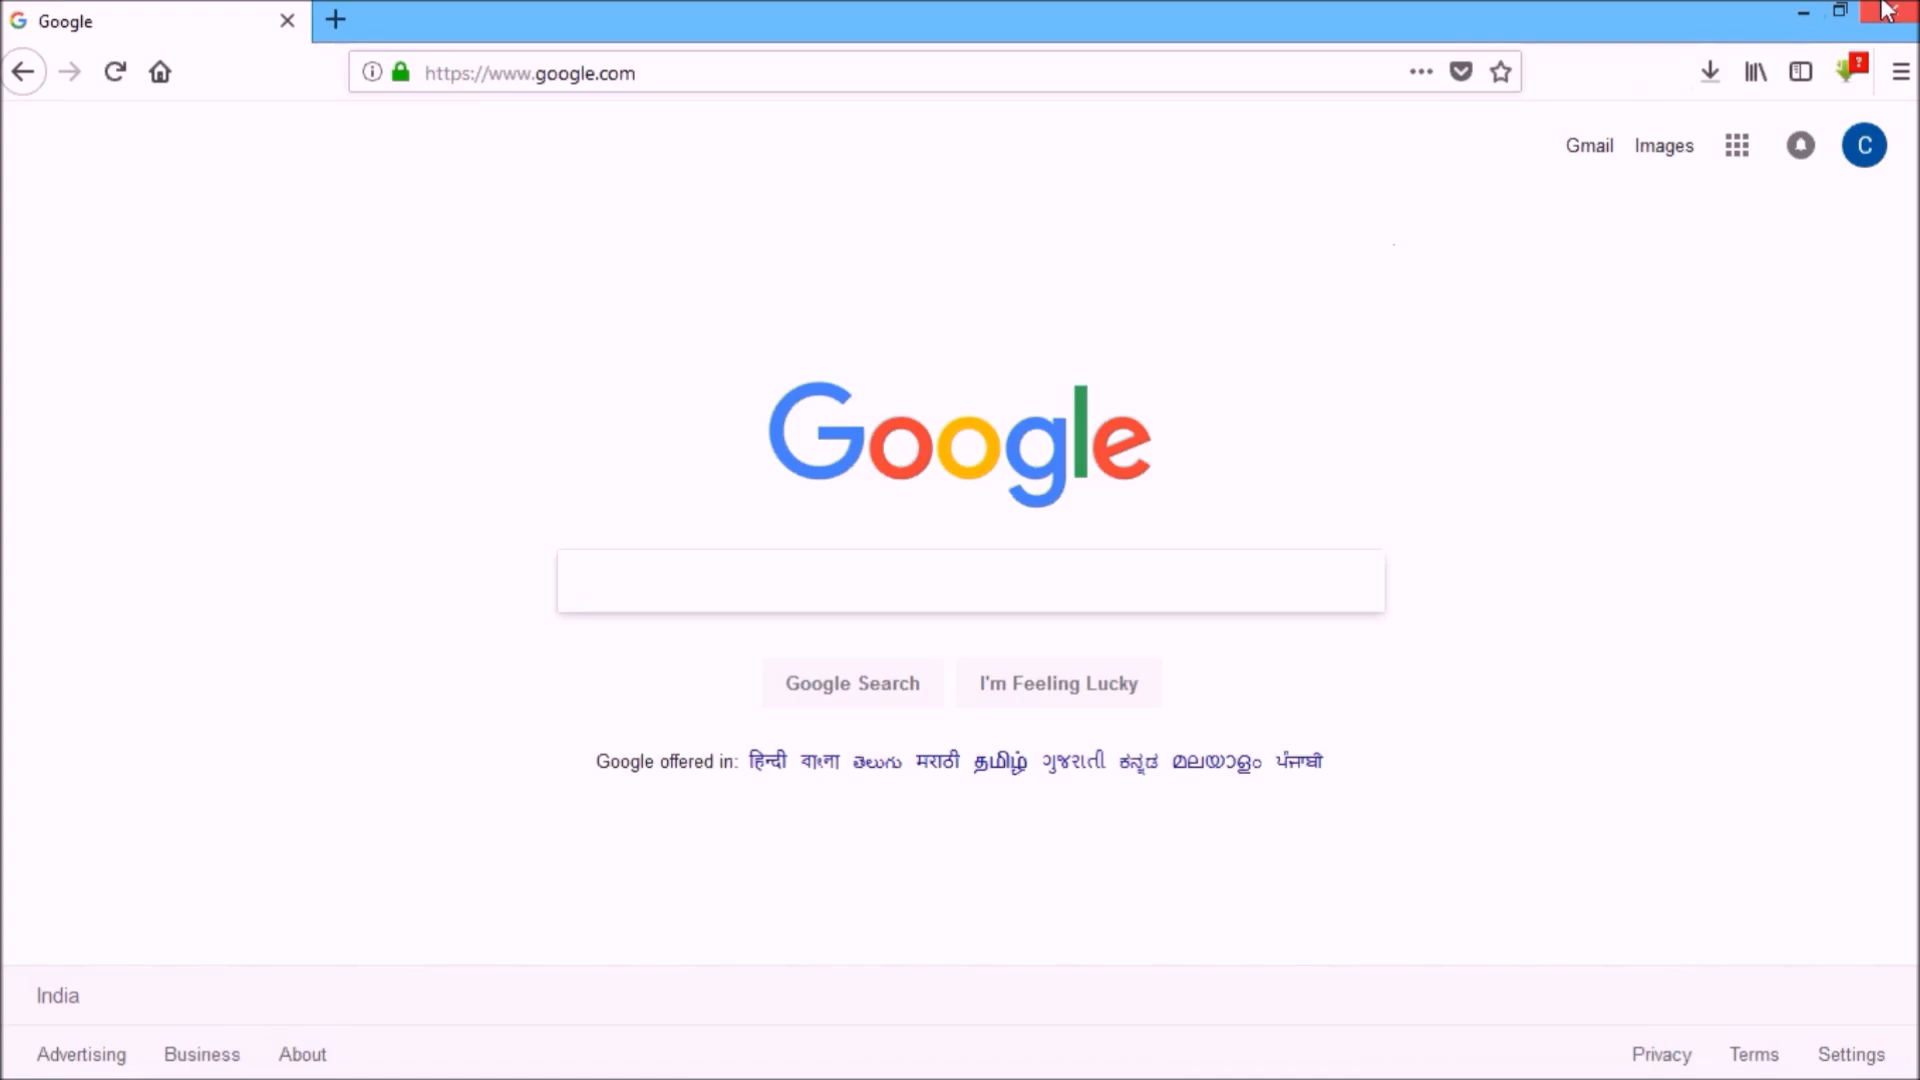 Google
https://www.google.com
?
Gmail Images C
Google
Google Search I'm Feeling Lucky
Google offered in: हिन्दी বাংলা తెలుగు मराठी தமிழ் ગુજરાતી ಕನ್ನಡ മലയാളം ਪੰਜਾਬੀ
India
Advertising Business About Privacy Terms Settings